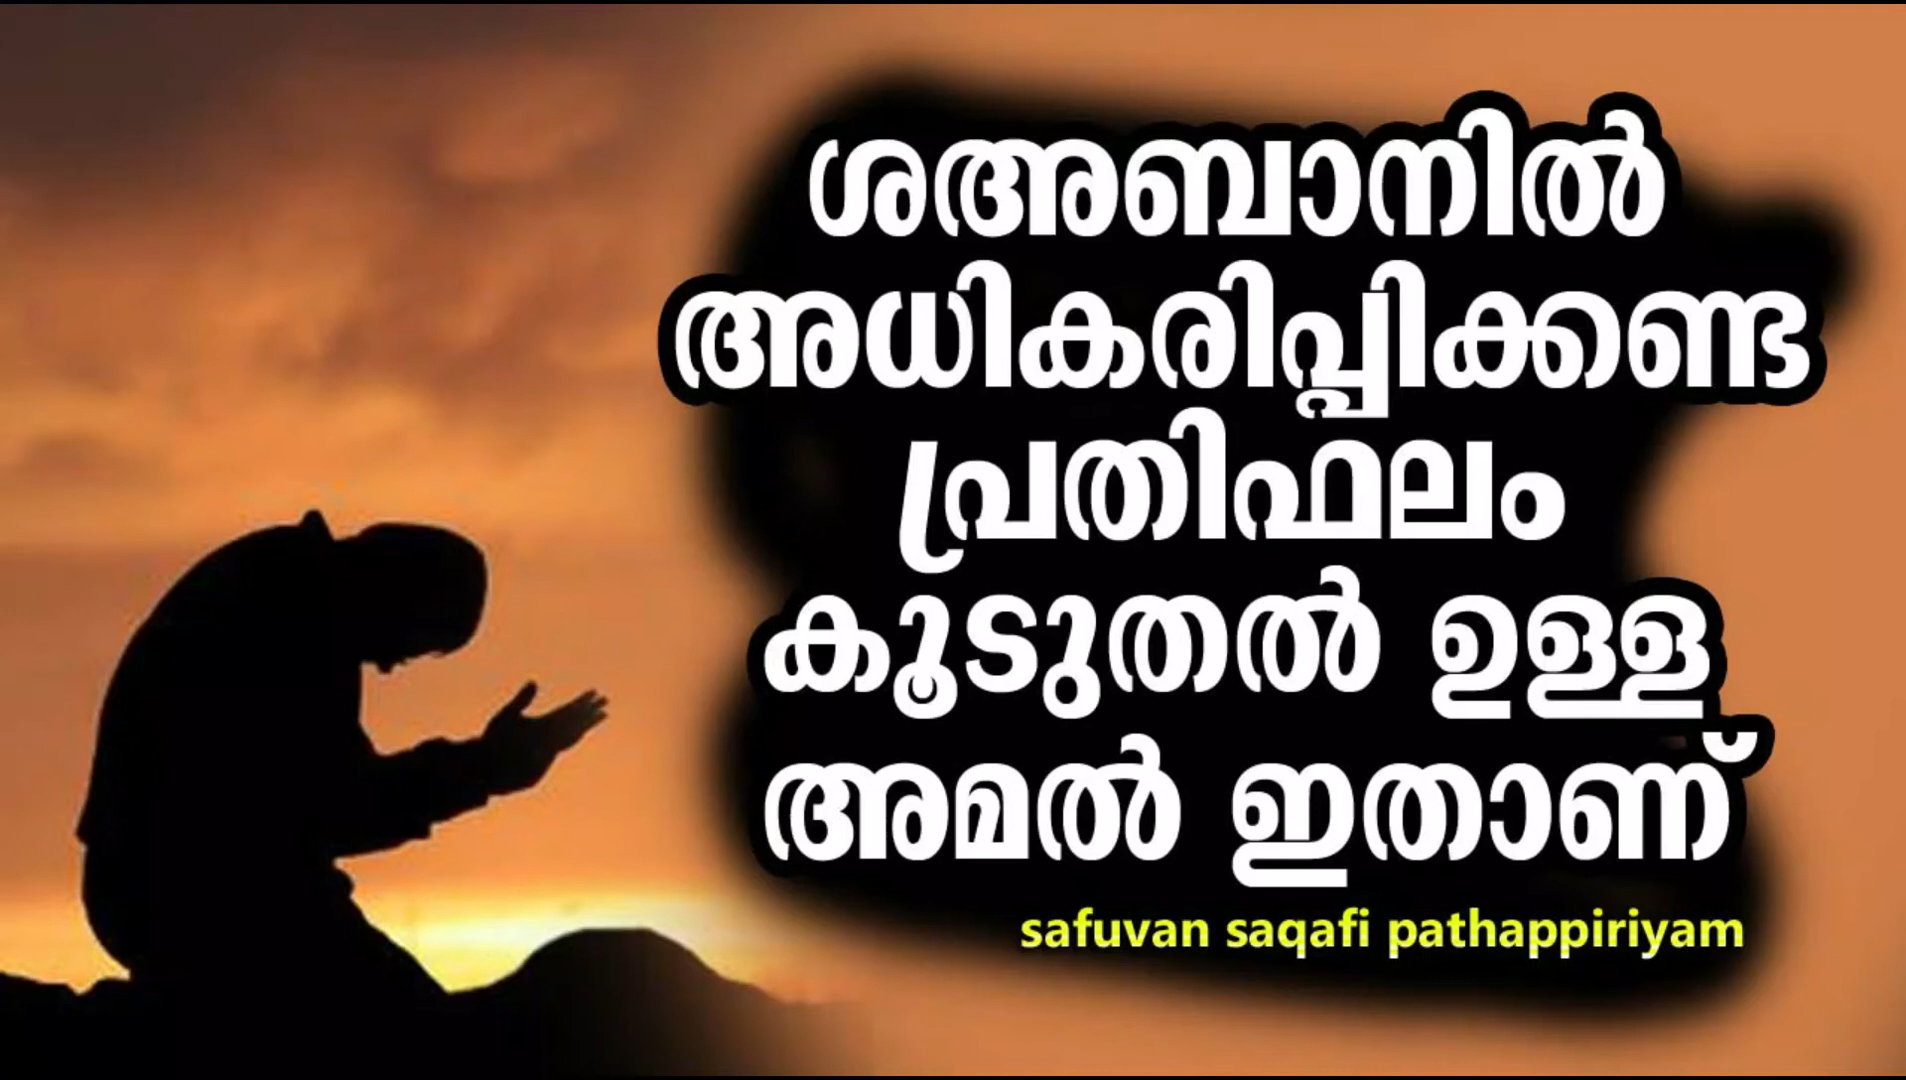 ശഅബാനിൽ
അധികരിപ്പിക്കണ്ട
പ്രതിഫലം
കൂടുതൽ ഉള്ള
അമൽ ഇതാണ്
safuvan saqafi pathappiriyam